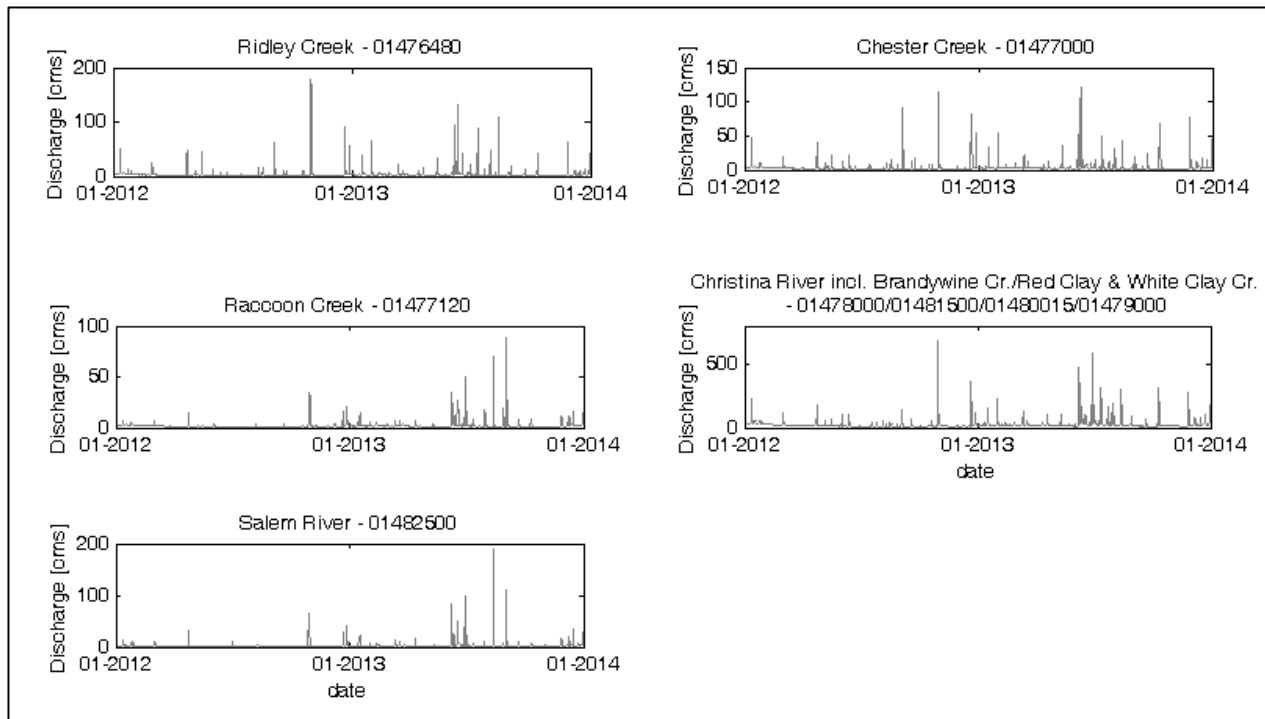 Ridley Creek - 01476480
Discharge [cms]
200
100
0
01-2012
01-2013
01-2014
Chester Creek - 01477000
Discharge [cms]
150
100
50
0
01-2012
01-2013
01-2014
Raccoon Creek - 01477120
Discharge [cms]
100
50
0
01-2012
01-2013
01-2014
Christina River incl. Brandywine Cr./Red Clay & White Clay Cr.
- 01478000/01481500/01480015/01479000
Discharge [cms]
500
0
01-2012
01-2013
01-2014
date
Salem River - 01482500
Discharge [cms]
200
100
0
01-2012
01-2013
01-2014
date